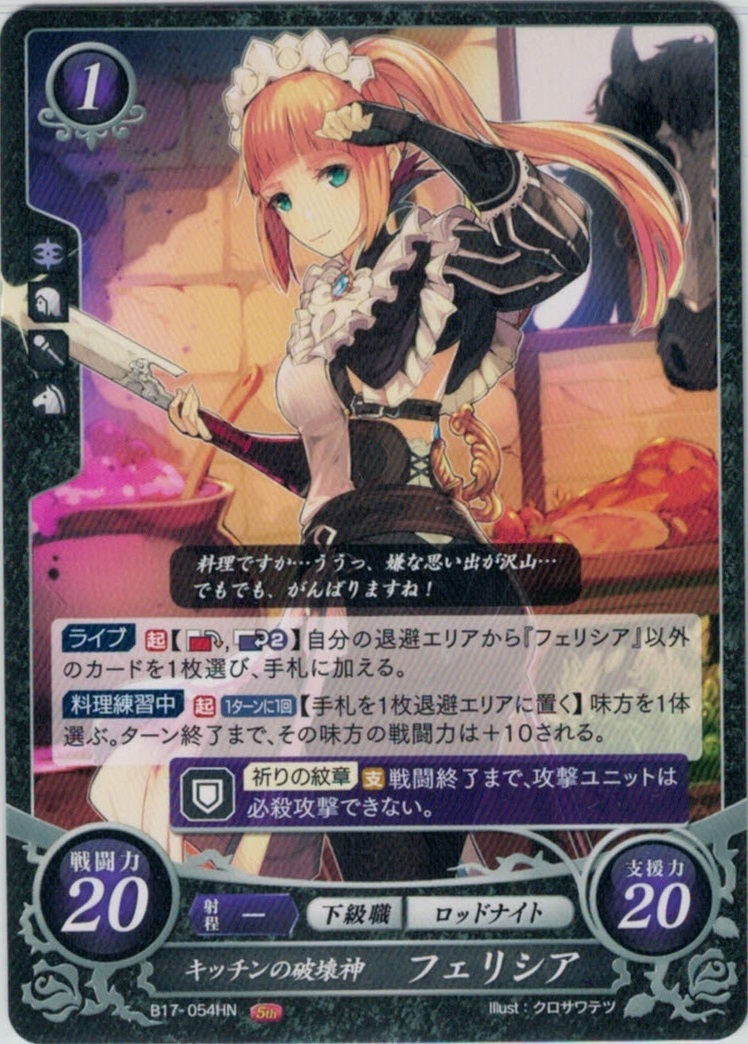 1
料理ですか…ううっ、嫌な思い出が沢山…
でもでも、がんばりますね!
ライブ 起【 , 2】自分の退避エリアから『フェリシア』以外
のカードを1枚選び、手札に加える。
料理練習中 起 1ターンに1回【手札を1枚退避エリアに置く】味方を1体
選ぶ。ターン終了まで、その味方の戦闘力は+10される。
祈りの紋章 支 戦闘終了まで、攻撃ユニットは
必殺攻撃できない。
戦闘力
20
射程 ―
下級職 ロッドナイト
支援力
20
キッチンの破壊神 フェリシア
B17-054HN 5th
Illust:クロサワテツ